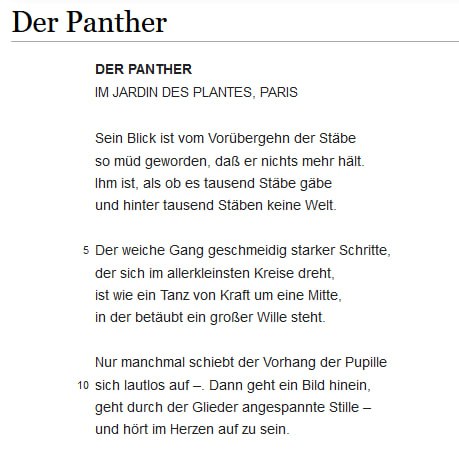 Der Panther
DER PANTHER
IM JARDIN DES PLANTES, PARIS
Sein Blick ist vom Vorübergehn der Stäbe
so müd geworden, daß er nichts mehr hält.
Ihm ist, als ob es tausend Stäbe gäbe
und hinter tausend Stäben keine Welt.
5 Der weiche Gang geschmeidig starker Schritte,
der sich im allerkleinsten Kreise dreht,
ist wie ein Tanz von Kraft um eine Mitte,
in der betäubt ein großer Wille steht.
Nur manchmal schiebt der Vorhang der Pupille
10 sich lautlos auf –. Dann geht ein Bild hinein,
geht durch der Glieder angespannte Stille –
und hört im Herzen auf zu sein.